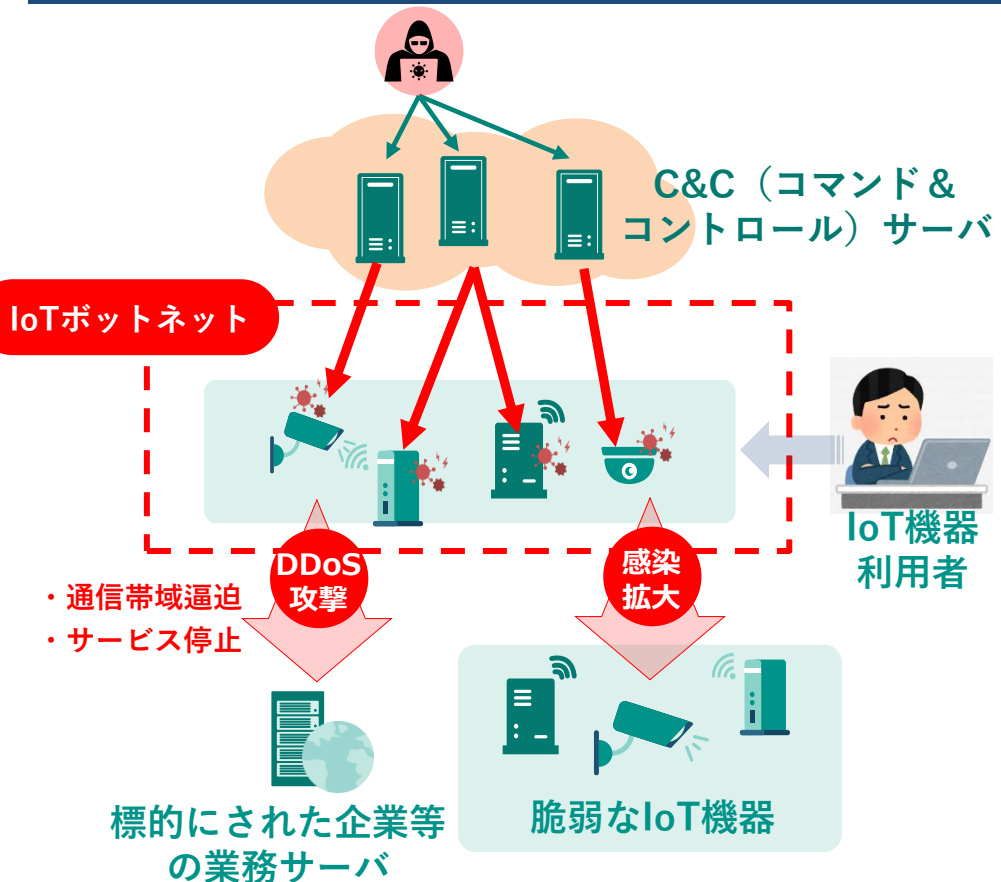 C&C（コマンド＆
コントロール）サーバ
IoTボットネット
IoT機器
利用者
DDoS
攻撃
感染
拡大
・通信帯域逼迫
・サービス停止
標的にされた企業等
の業務サーバ
脆弱なIoT機器